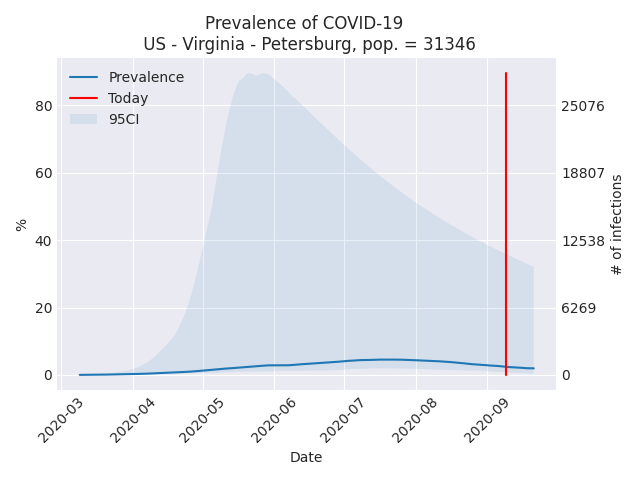 Prevalence of COVID-19
US - Virginia - Petersburg, pop. = 31346
Prevalence
Today
95CI
80
60
40
20
0
%
25076
18807
12538
6269
0
# of infections
2020-03
2020-04
2020-05
2020-06
2020-07
2020-08
2020-09
Date